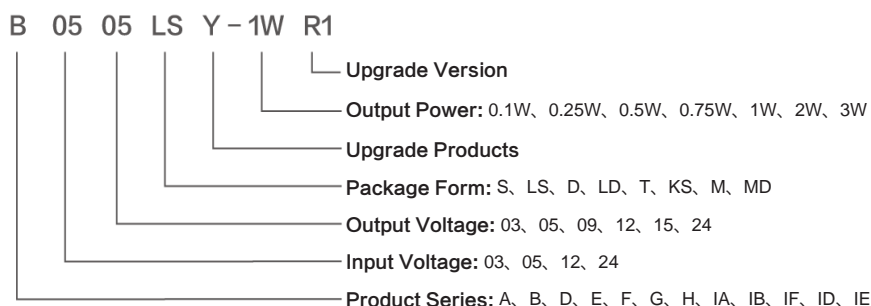 B 05 05 LS Y - 1W R1
Upgrade Version
Output Power: 0.1W、0.25W、0.5W、0.75W、1W、2W、3W
Upgrade Products
Package Form: S、LS、D、LD、T、KS、M、MD
Output Voltage: 03、05、09、12、15、24
Input Voltage: 03、05、12、24
Product Series: A、B、D、E、F、G、H、IA、IB、IF、ID、IE